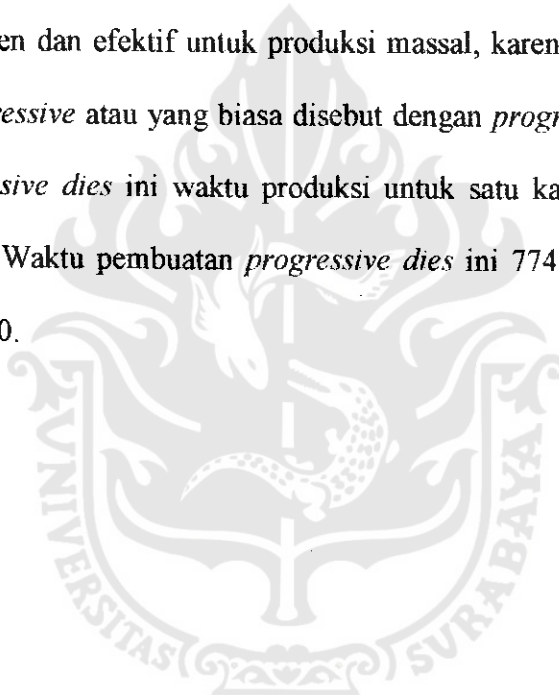 en dan efektif untuk produksi massal, karen
essive atau yang biasa disebut dengan progr
sive dies ini waktu produksi untuk satu ka
Waktu pembuatan progressive dies ini 774
0.
VNIVERSITAS SURABAYA